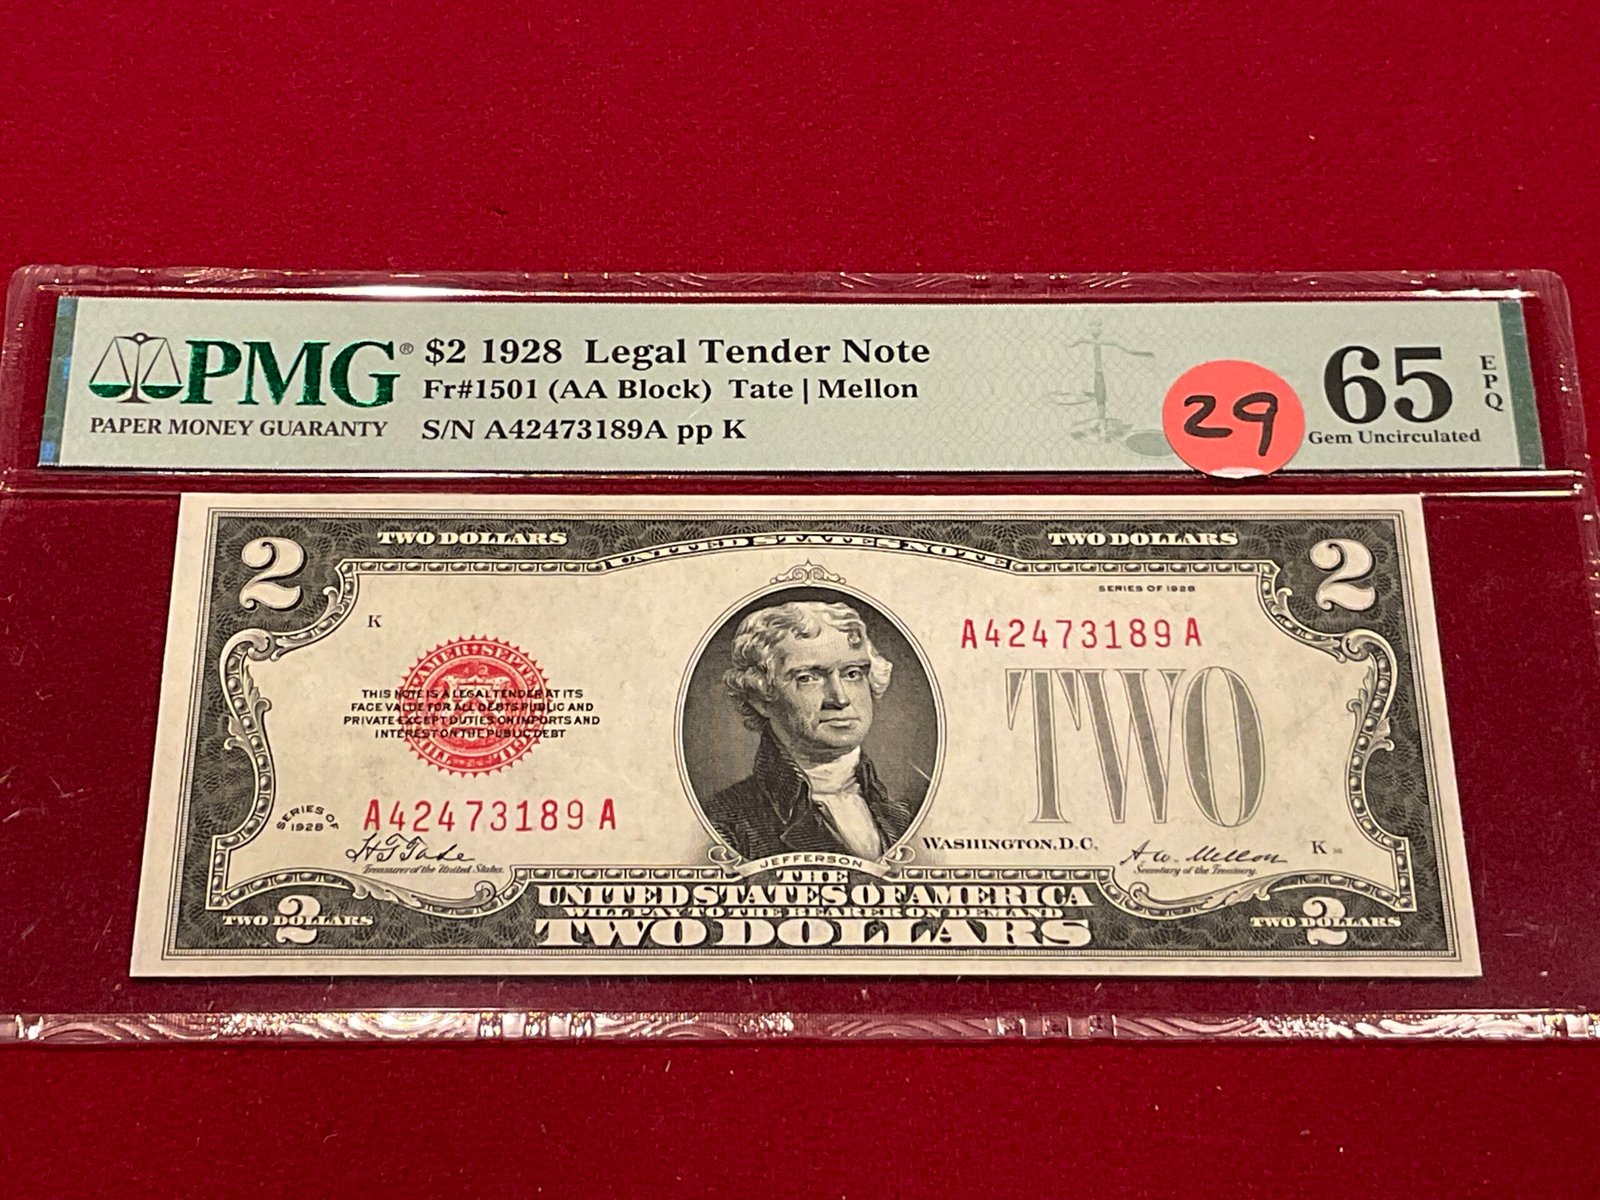 PMG® $2 1928 Legal Tender Note
Fr#1501 (AA Block) Tate | Mellon
PAPER MONEY GUARANTY S/N A42473189A pp K
29
65
EPQ
Gem Uncirculated
2 TWO DOLLARS UNITED STATES NOTE TWO DOLLARS 2
SERIES OF 1928
K
A42473189A
THIS NOTE IS A LEGAL TENDER AT ITS
FACE VALUE FOR ALL DEBTS PUBLIC AND
PRIVATE EXCEPT DUTIES ON IMPORTS AND
INTEREST ON THE PUBLIC DEBT
TWO
SERIES OF
1928
A42473189A
H T Tate
Treasurer of the United States.
WASHINGTON, D.C.
A. W. Mellon
Secretary of the Treasury.
K
JEFFERSON
THE
UNITED STATES OF AMERICA
WILL PAY TO THE BEARER ON DEMAND
TWO DOLLARS
TWO DOLLARS
2
TWO DOLLARS
2